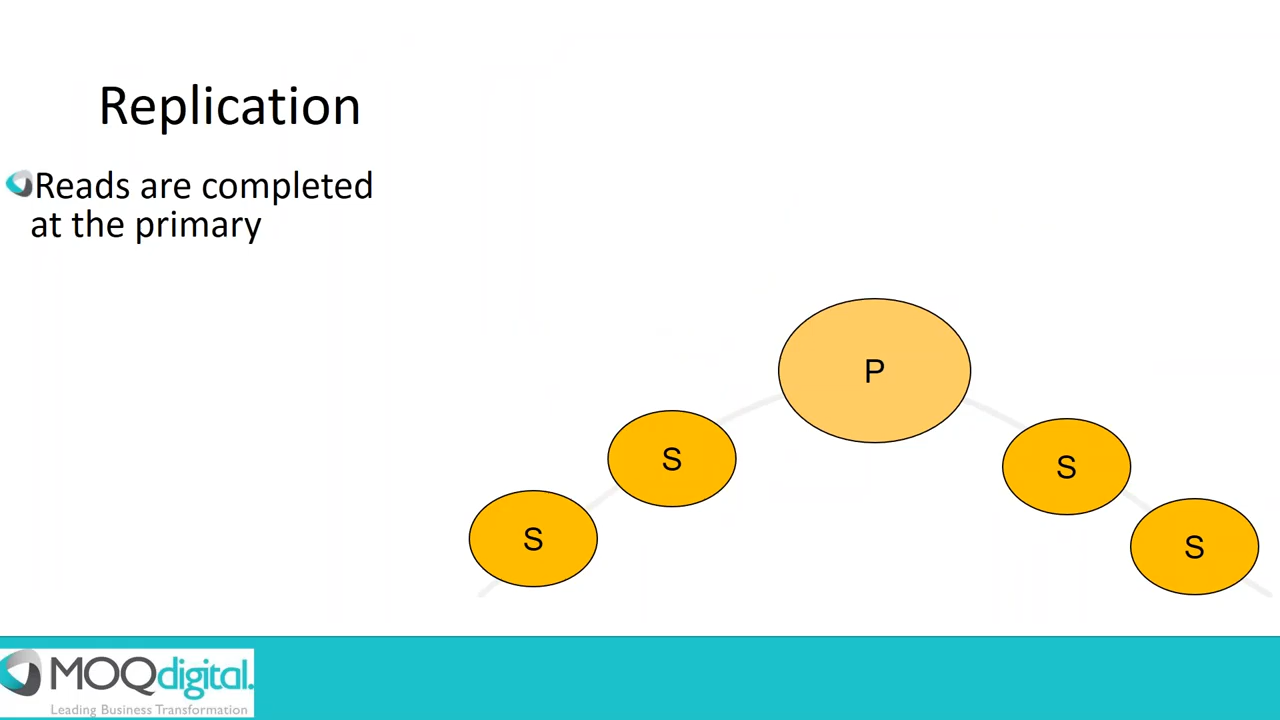 Replication
Reads are completed
at the primary
P
S
S
S
S
MOQdigital.
Leading Business Transformation